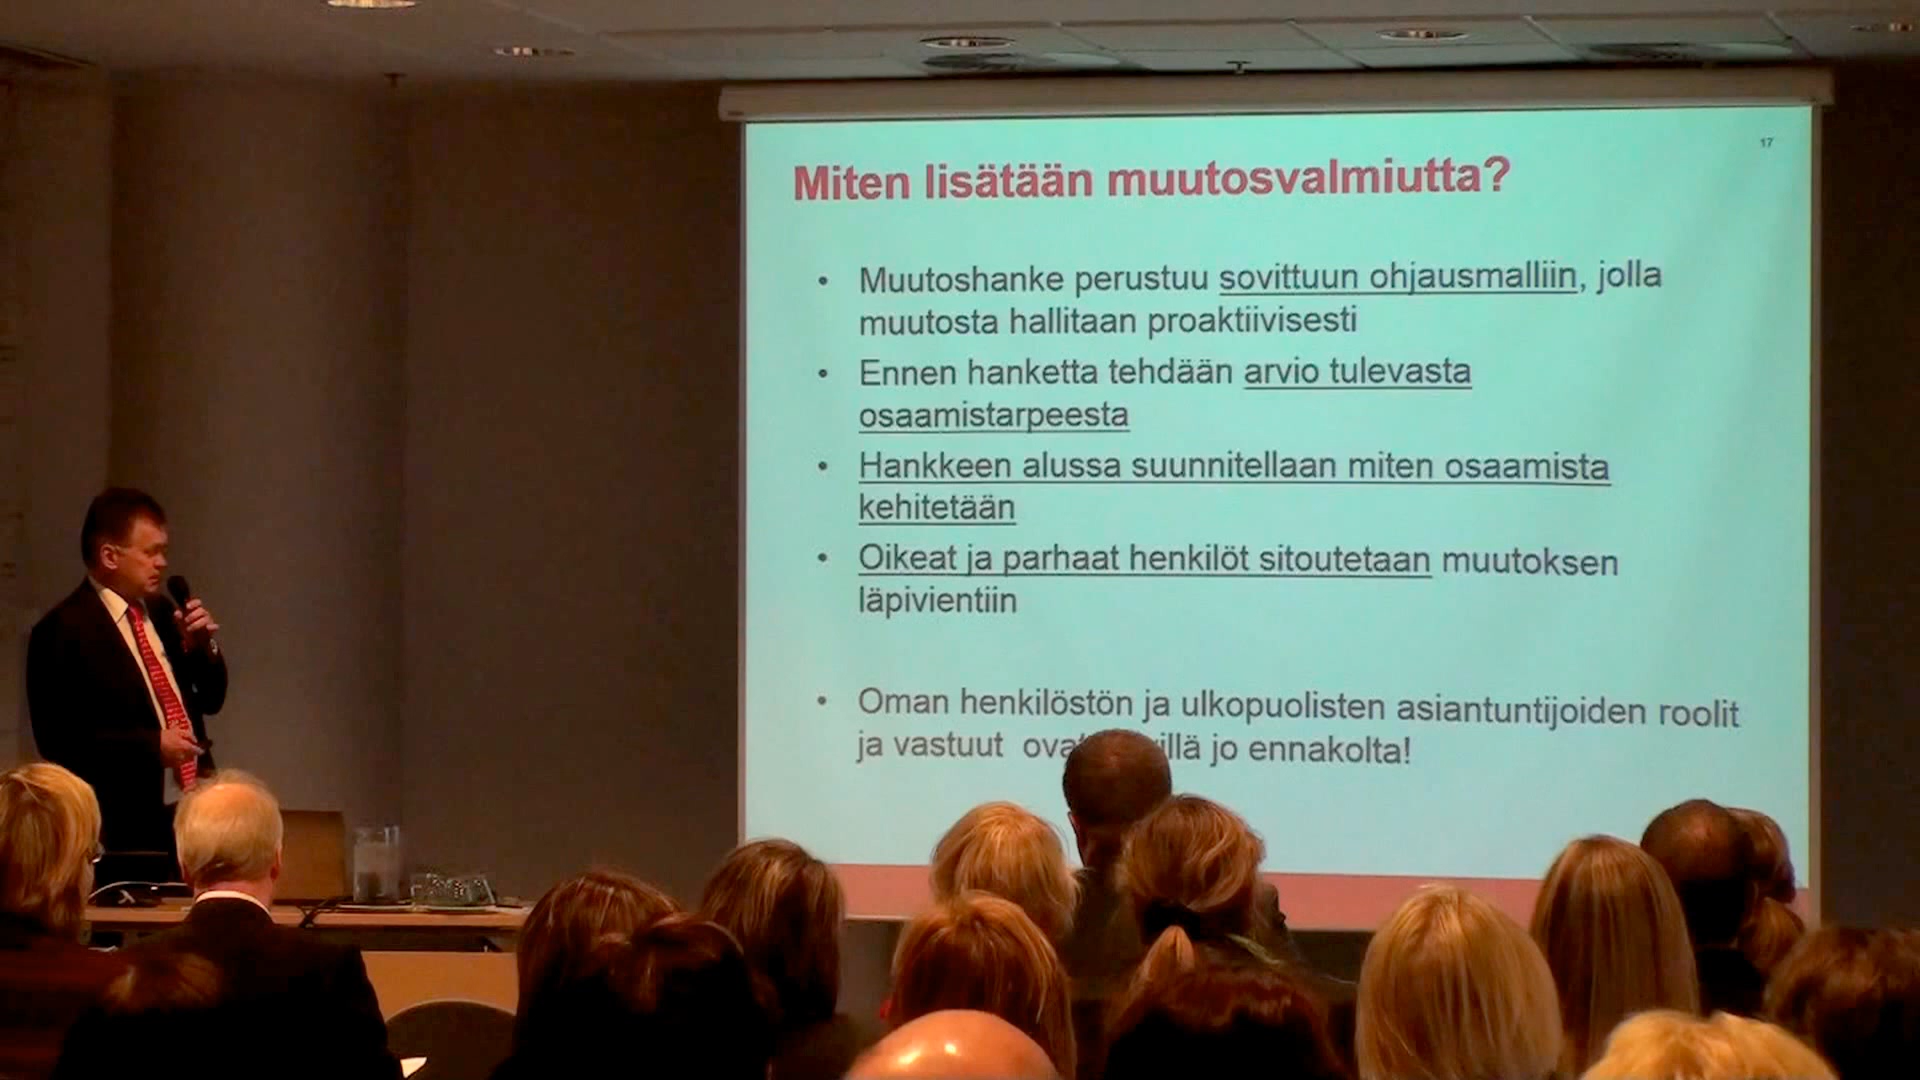 17
Miten lisätään muutosvalmiutta?
• Muutoshanke perustuu sovittuun ohjausmalliin, jolla
muutosta hallitaan proaktiivisesti
• Ennen hanketta tehdään arvio tulevasta
osaamistarpeesta
• Hankkeen alussa suunnitellaan miten osaamista
kehitetään
• Oikeat ja parhaat henkilöt sitoutetaan muutoksen
läpivientiin
• Oman henkilöstön ja ulkopuolisten asiantuntijoiden roolit
ja vastuut jo ennakolta!